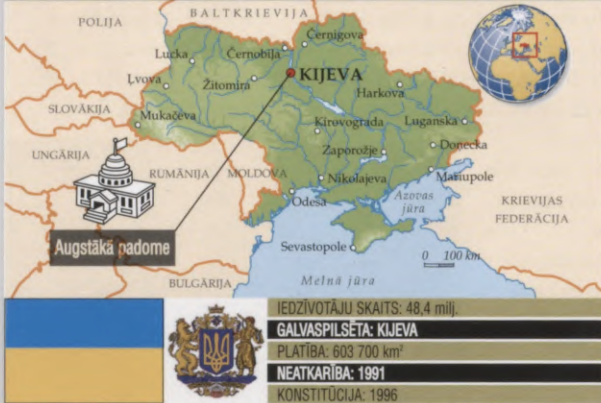 POLIJA
BALTKRIEVIJA
Černigova
Lucka
Černobiļa
Ļvova
Žitomira
KIJEVA
Harkova
SLOVĀKIJA
Mukačeva
Kirovograda
Luganska
UNGĀRIJA
Zaporožje
Donecka
RUMĀNIJA
MOLDOVA
Nikolajeva
Mariupole
Odesa
Azovas
jūra
KRIEVIJAS
FEDERĀCIJA
Augstākā padome
Sevastopole
0 100 km
BULGĀRIJA
Melnā jūra
IEDZĪVOTĀJU SKAITS: 48,4 milj.
GALVASPILSĒTA: KIJEVA
PLATĪBA: 603 700 km²
NEATKARĪBA: 1991
KONSTITŪCIJA: 1996